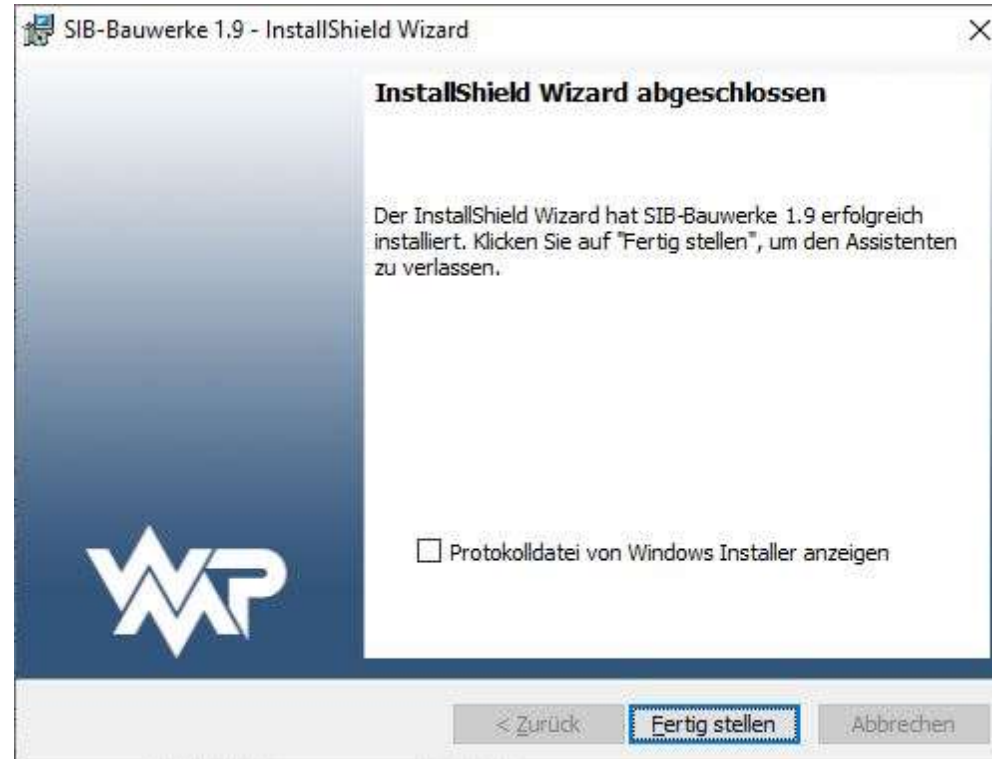 SIB-Bauwerke 1.9 - InstallShield Wizard
InstallShield Wizard abgeschlossen
Der InstallShield Wizard hat SIB-Bauwerke 1.9 erfolgreich
installiert. Klicken Sie auf "Fertig stellen", um den Assistenten
zu verlassen.
Protokolldatei von Windows Installer anzeigen
WMP
< Zurück
Fertig stellen
Abbrechen